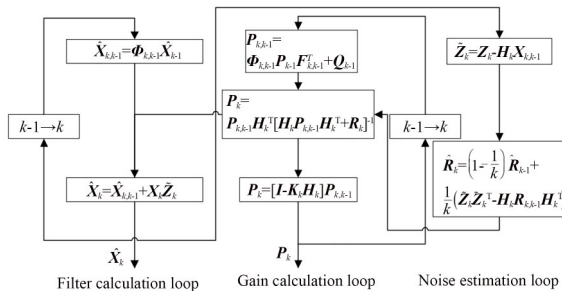 X̂ₖ,ₖ₋₁=Φₖ,ₖ₋₁X̂ₖ₋₁
k-1→k
X̂ₖ=X̂ₖ,ₖ₋₁+XₖZ̃ₖ
X̂ₖ
Filter calculation loop
Pₖ,ₖ₋₁=
Φₖ,ₖ₋₁Pₖ₋₁Fᵀₖ,ₖ₋₁+Qₖ₋₁
Pₖ=
Pₖ,ₖ₋₁Hₖᵀ[HₖPₖ,ₖ₋₁Hₖᵀ+Rₖ]⁻¹
k-1→k
Pₖ=[I-KₖHₖ]Pₖ,ₖ₋₁
Pₖ
Gain calculation loop
Z̃ₖ=Zₖ-HₖXₖ,ₖ₋₁
R̂ₖ=(1-1/k)R̂ₖ₋₁+
1/k(Z̃ₖZ̃ₖᵀ-HₖRₖ,ₖ₋₁Hₖᵀ)
Noise estimation loop